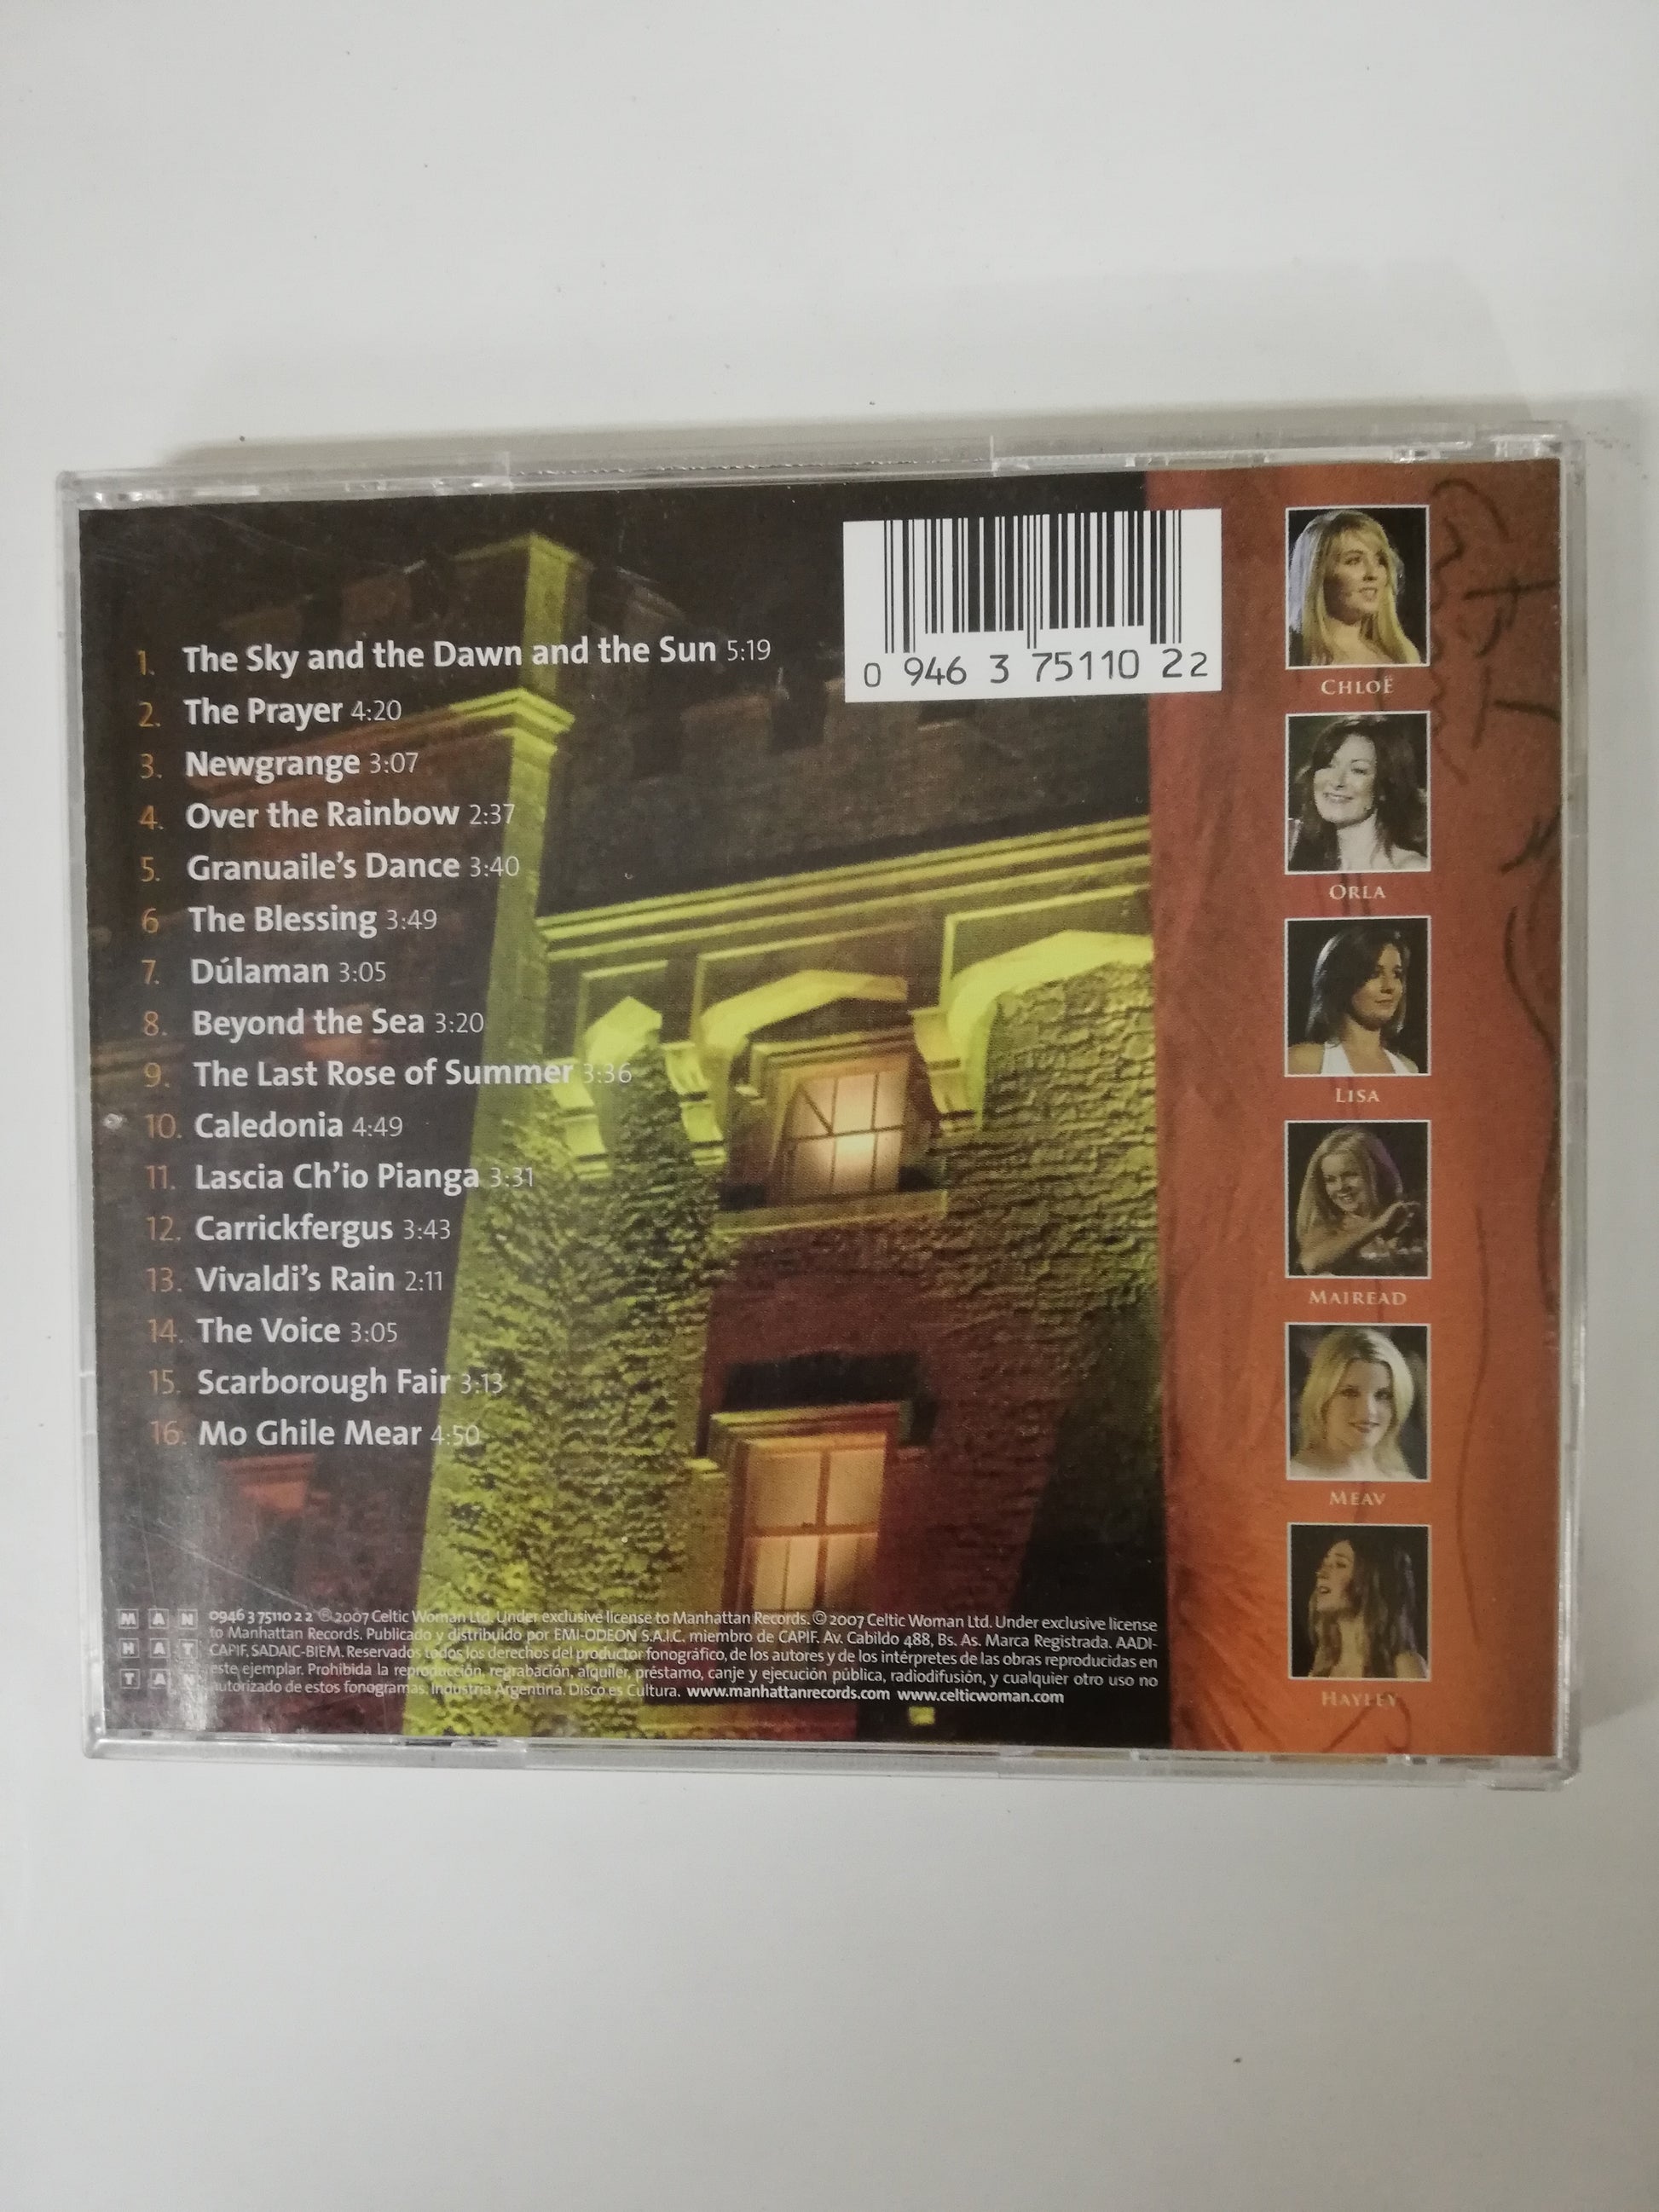 0 946 3 75110 2 2
1. The Sky and the Dawn and the Sun 5:19
2. The Prayer 4:20
3. Newgrange 3:07
4. Over the Rainbow 2:37
5. Granuaile's Dance 3:40
6 The Blessing 3:49
7. Dúlaman 3:05
8. Beyond the Sea 3:20
9. The Last Rose of Summer 3:36
10. Caledonia 4:49
11. Lascia Ch'io Pianga 3:31
12. Carrickfergus 3:43
13. Vivaldi's Rain 2:11
14. The Voice 3:05
15. Scarborough Fair 3:13
16. Mo Ghile Mear 4:50
CHLOË
ORLA
LISA
MAIREAD
MEAV
HAYLEY
MAN
HAT
TAN
0946 3 75110 2 2 ℗ 2007 Celtic Woman Ltd. Under exclusive license to Manhattan Records. © 2007 Celtic Woman Ltd. Under exclusive license
to Manhattan Records. Publicado y distribuido por EMI-ODEON S.A.I.C. miembro de CAPIF. Av. Cabildo 488, Bs. As. Marca Registrada. AADI-
CAPIF, SADAIC-BIEM. Reservados todos los derechos del productor fonográfico, de los autores y de los intérpretes de las obras reproducidas en
este ejemplar. Prohibida la reproducción, regrabación, alquiler, préstamo, canje y ejecución pública, radiodifusión, y cualquier otro uso no
autorizado de estos fonogramas. Industria Argentina. Disco es Cultura. www.manhattanrecords.com www.celticwoman.com